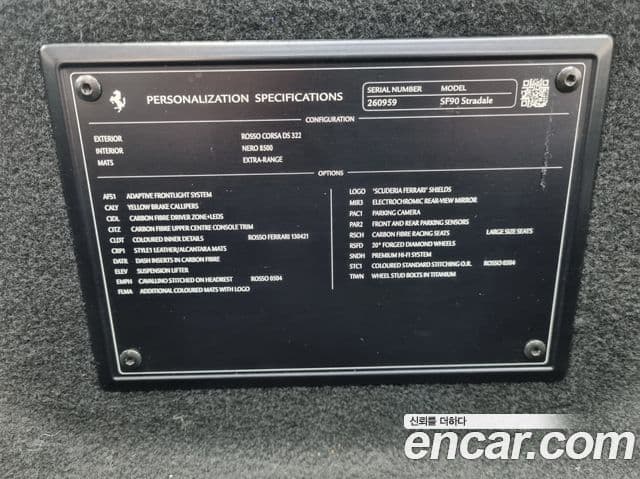 PERSONALIZATION SPECIFICATIONS
SERIAL NUMBER MODEL
260959 SF90 Stradale
CONFIGURATION
EXTERIOR ROSSO CORSA DS 322
INTERIOR NERO 8500
MATS EXTRA-RANGE
OPTIONS
AFS1 ADAPTIVE FRONTLIGHT SYSTEM
CALY YELLOW BRAKE CALLIPERS
CIDL CARBON FIBRE DRIVER ZONE+LEDS
CITZ CARBON FIBRE UPPER CENTRE CONSOLE TRIM
CLDT COLOURED INNER DETAILS ROSSO FERRARI 130421
CRP1 STYLE1 LEATHER/ALCANTARA MATS
DATR DASH INSERTS IN CARBON FIBRE
ELEV SUSPENSION LIFTER
EMPH CAVALLINO STITCHED ON HEADREST ROSSO 0504
FLMA ADDITIONAL COLOURED MATS WITH LOGO
LOGO "SCUDERIA FERRARI" SHIELDS
MIR3 ELECTROCHROMIC REAR-VIEW MIRROR
PAC1 PARKING CAMERA
PAR2 FRONT AND REAR PARKING SENSORS
RSCH CARBON FIBRE RACING SEATS LARGE SIZE SEATS
RSFD 20" FORGED DIAMOND WHEELS
SNDH PREMIUM HI-FI SYSTEM
STC1 COLOURED STANDARD STITCHING O.R. ROSSO 0504
TIWN WHEEL STUD BOLTS IN TITANIUM
신뢰를 더하다
encar.com